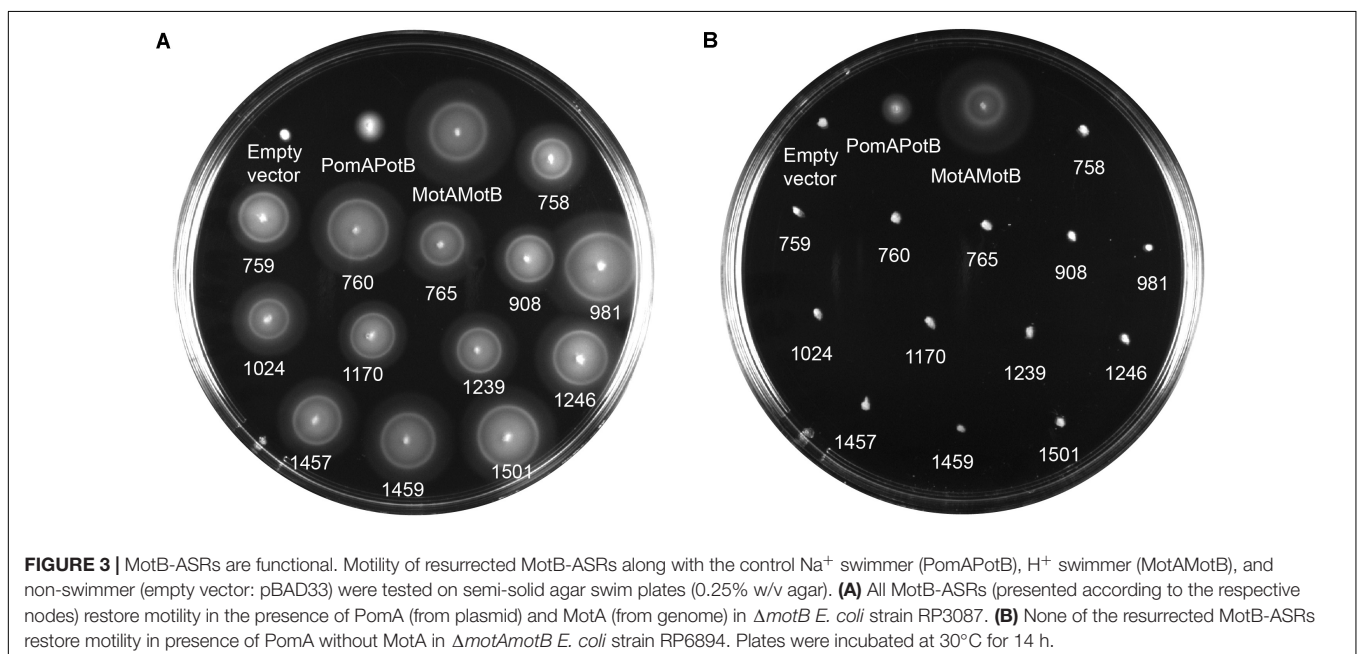 A
Empty
vector
PomAPotB
MotAMotB
758
759
760
765
908
981
1024
1170
1239
1246
1457
1459
1501
B
Empty
vector
PomAPotB
MotAMotB
758
759
760
765
908
981
1024
1170
1239
1246
1457
1459
1501
FIGURE 3 | MotB-ASRs are functional. Motility of resurrected MotB-ASRs along with the control Na⁺ swimmer (PomAPotB), H⁺ swimmer (MotAMotB), and
non-swimmer (empty vector: pBAD33) were tested on semi-solid agar swim plates (0.25% w/v agar). (A) All MotB-ASRs (presented according to the respective
nodes) restore motility in the presence of PomA (from plasmid) and MotA (from genome) in ΔmotB E. coli strain RP3087. (B) None of the resurrected MotB-ASRs
restore motility in presence of PomA without MotA in ΔmotAmotB E. coli strain RP6894. Plates were incubated at 30°C for 14 h.